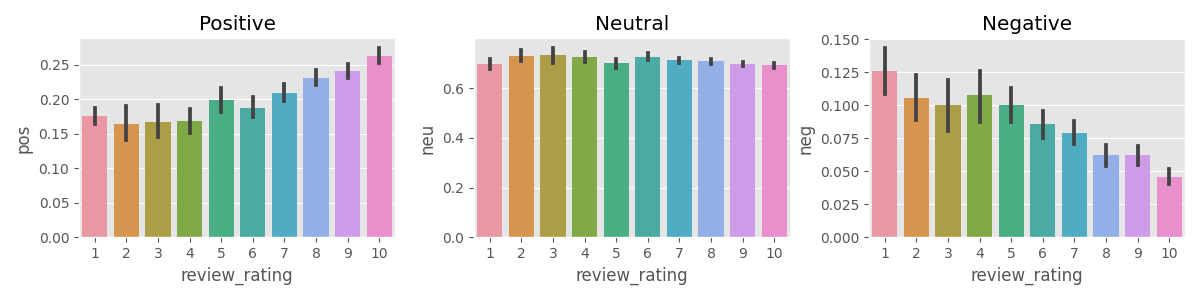 Positive
Neutral
Negative
pos
0.25
0.20
0.15
0.10
0.05
0.00
1 2 3 4 5 6 7 8 9 10
review_rating
neu
0.6
0.4
0.2
0.0
1 2 3 4 5 6 7 8 9 10
review_rating
neg
0.150
0.125
0.100
0.075
0.050
0.025
0.000
1 2 3 4 5 6 7 8 9 10
review_rating